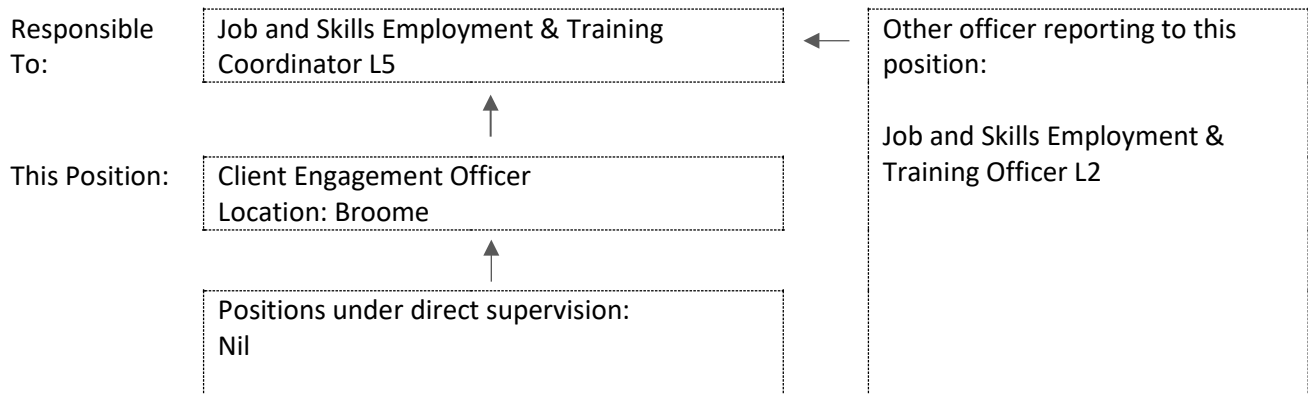 Responsible
To:
Job and Skills Employment & Training
Coordinator L5
Other officer reporting to this
position:
Job and Skills Employment &
Training Officer L2
This Position:
Client Engagement Officer
Location: Broome
Positions under direct supervision:
Nil